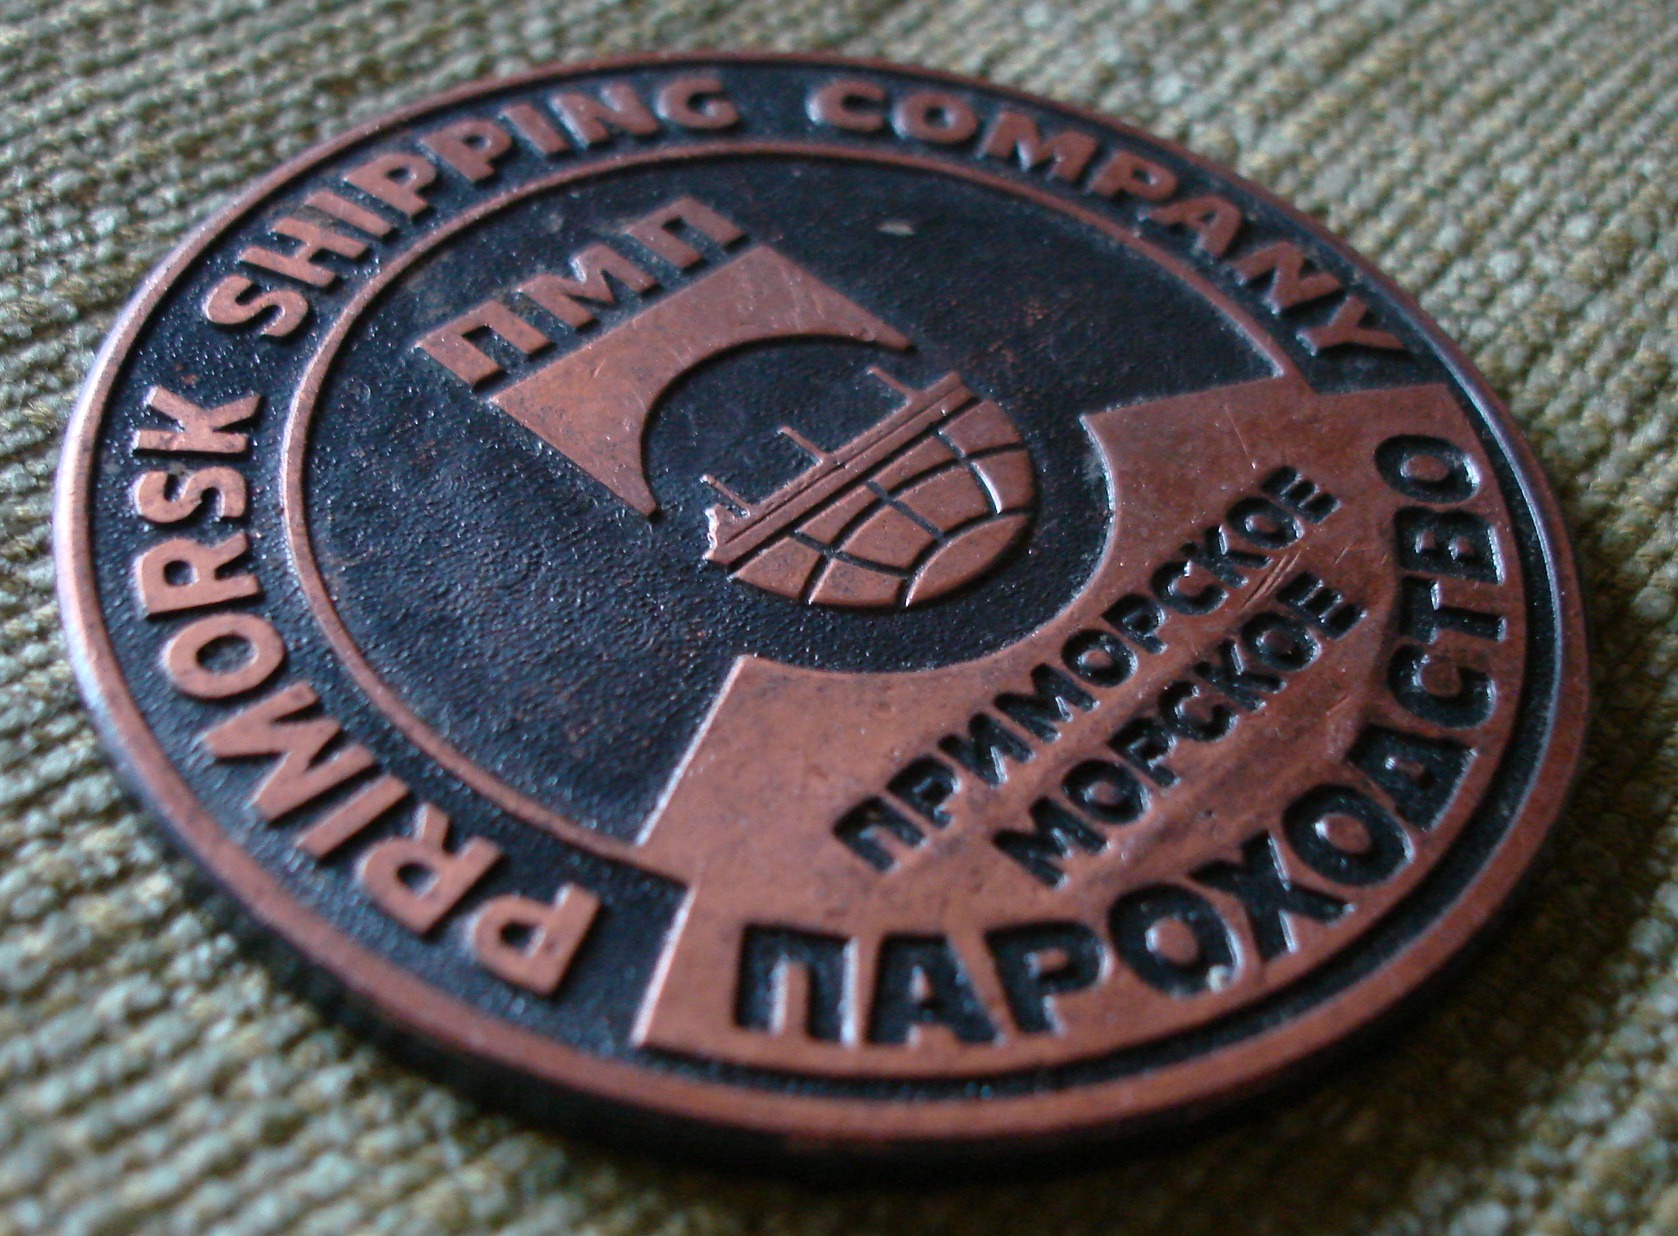 PRIMORSK SHIPPING COMPANY
ПМП
ПРИМОРСКОЕ
МОРСКОЕ
ПАРОХОДСТВО